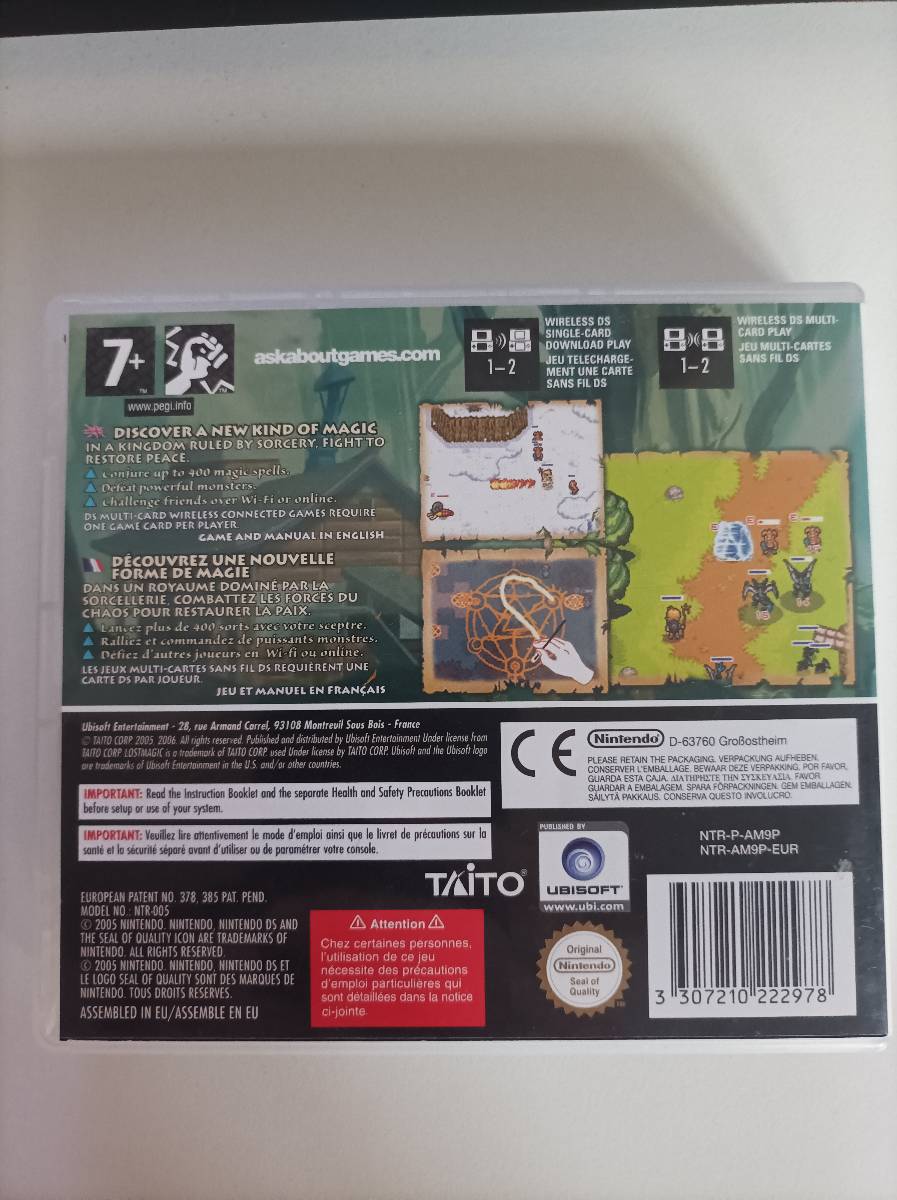 7+
www.pegi.info
askaboutgames.com
1-2
WIRELESS DS
SINGLE-CARD
DOWNLOAD PLAY
JEU TELECHARGE-
MENT UNE CARTE
SANS FIL DS
1-2
WIRELESS DS MULTI-
CARD PLAY
JEU MULTI-CARTES
SANS FIL DS
DISCOVER A NEW KIND OF MAGIC
IN A KINGDOM RULED BY SORCERY, FIGHT TO
RESTORE PEACE.
Conjure up to 400 magic spells.
Defeat powerful monsters.
Challenge friends over Wi-Fi or online.
DS MULTI-CARD WIRELESS CONNECTED GAMES REQUIRE
ONE GAME CARD PER PLAYER.
GAME AND MANUAL IN ENGLISH
DÉCOUVREZ UNE NOUVELLE
FORME DE MAGIE
DANS UN ROYAUME DOMINÉ PAR LA
SORCELLERIE, COMBATTEZ LES FORCES DU
CHAOS POUR RESTAURER LA PAIX.
Lancez plus de 400 sorts avec votre sceptre.
Ralliez et commandez de puissants monstres.
Défiez d'autres joueurs en Wi-fi ou online.
LES JEUX MULTI-CARTES SANS FIL DS REQUIÈRENT UNE
CARTE DS PAR JOUEUR.
JEU ET MANUEL EN FRANÇAIS
Ubisoft Entertainment - 28, rue Armand Carrel, 93108 Montreuil Sous Bois - France
© TAITO CORP. 2005, 2006. All rights reserved. Published and distributed by Ubisoft Entertainment Under license from
TAITO CORP. LOSTMAGIC is a trademark of TAITO CORP. used Under license by TAITO CORP. Ubisoft and the Ubisoft logo
are trademarks of Ubisoft Entertainment in the U.S. and/or other countries.
IMPORTANT: Read the Instruction Booklet and the separate Health and Safety Precautions Booklet
before setup or use of your system.
IMPORTANT: Veuillez lire attentivement le mode d'emploi ainsi que le livret de précautions sur la
santé et la sécurité séparé avant d'utiliser ou de paramétrer votre console.
CE
Nintendo® D-63760 Großostheim
PLEASE RETAIN THE PACKAGING. VERPACKUNG AUFHEBEN.
CONSERVER L'EMBALLAGE. BEWAAR DEZE VERPAKKING. POR FAVOR,
GUARDA ESTA CAJA. ΔΙΑΤΗΡΗΣΤΕ ΤΗΝ ΣΥΣΚΕΥΑΣΙΑ. FAVOR
GUARDAR A EMBALAGEM. SPARA FÖRPACKNINGEN. GEM EMBALLAGEN.
SÄILYTÄ PAKKAUS. CONSERVA QUESTO INVOLUCRO.
TAITO®
PUBLISHED BY
UBISOFT™
www.ubi.com
NTR-P-AM9P
NTR-AM9P-EUR
EUROPEAN PATENT NO. 378, 385 PAT. PEND.
MODEL NO.: NTR-005
© 2005 NINTENDO. NINTENDO, NINTENDO DS AND
THE SEAL OF QUALITY ICON ARE TRADEMARKS OF
NINTENDO. ALL RIGHTS RESERVED.
© 2005 NINTENDO. NINTENDO, NINTENDO DS ET
LE LOGO SEAL OF QUALITY SONT DES MARQUES DE
NINTENDO. TOUS DROITS RESERVES.
ASSEMBLED IN EU/ASSEMBLE EN EU
Attention
Chez certaines personnes,
l'utilisation de ce jeu
nécessite des précautions
d'emploi particulières qui
sont détaillées dans la notice
ci-jointe.
Original
Nintendo
Seal of
Quality
3 307210 222978